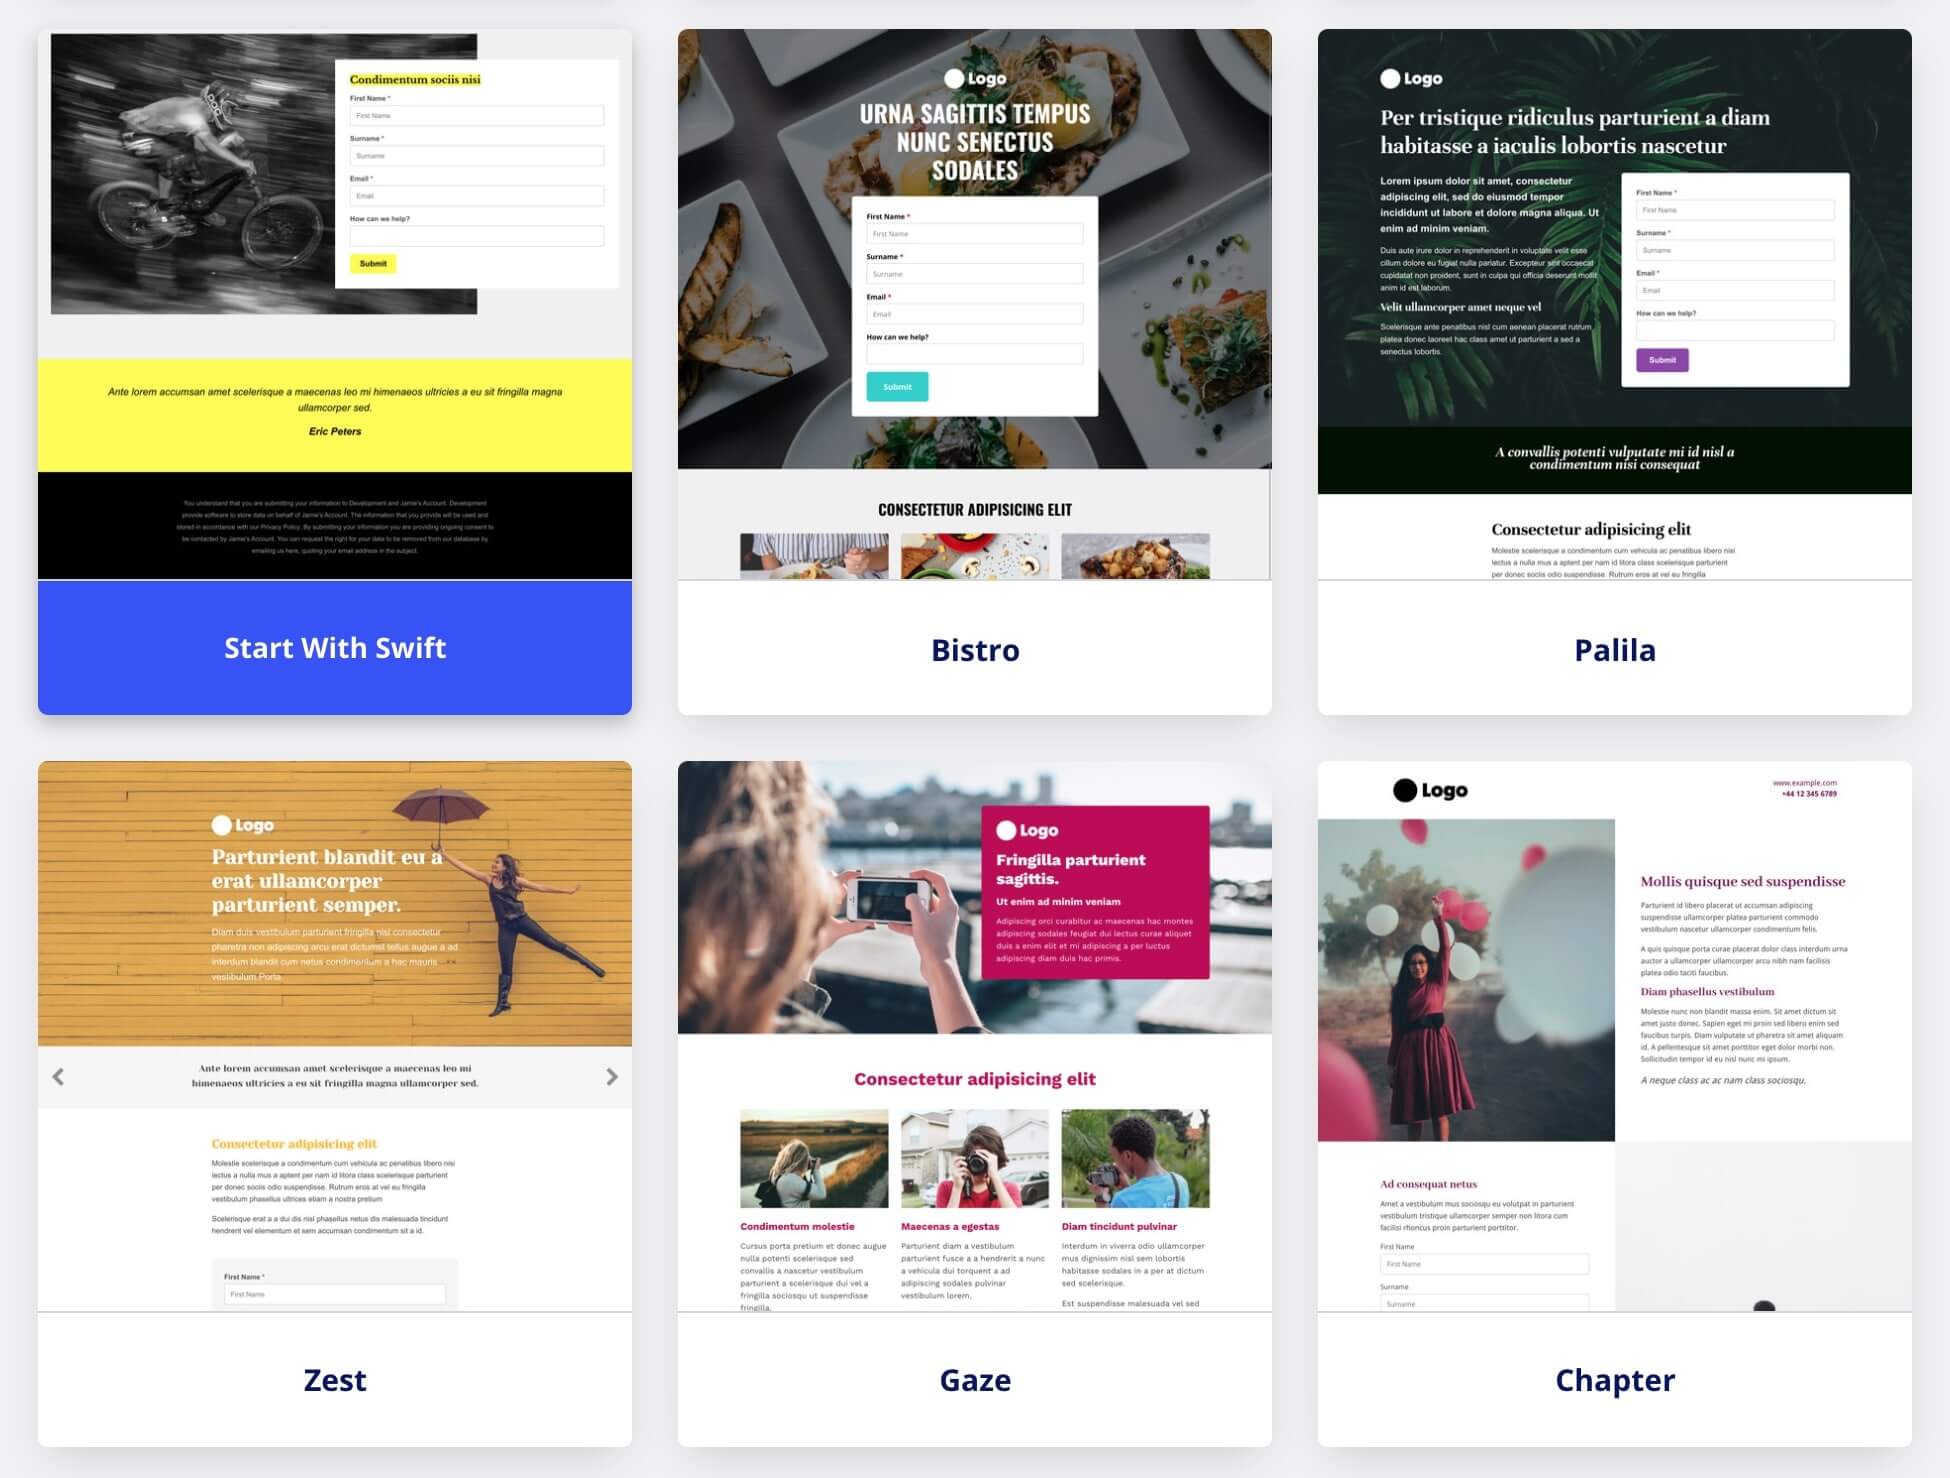 Condimentum sociis nisi
First Name *
First Name
Surname *
Surname
Email *
Email
How can we help?
Submit
Ante lorem accumsan amet scelerisque a maecenas leo mi himenaeos ultricies a eu sit fringilla magna
ullamcorper sed.
Eric Peters
You understand that you are submitting your information to Development and Jamie's Account. Development
provide software to store data on behalf of Jamie's Account. The information that you provide will be used and
stored in accordance with our Privacy Policy. By submitting your information you are providing ongoing consent to
be contacted by Jamie's Account. You can request the right for your data to be removed from our database by
emailing us here, quoting your email address in the subject.
Start With Swift
Logo
URNA SAGITTIS TEMPUS
NUNC SENECTUS
SODALES
First Name *
First Name
Surname *
Surname
Email *
Email
How can we help?
Submit
CONSECTETUR ADIPISICING ELIT
Bistro
Logo
Per tristique ridiculus parturient a diam
habitasse a iaculis lobortis nascetur
Lorem ipsum dolor sit amet, consectetur
adipiscing elit, sed do eiusmod tempor
incididunt ut labore et dolore magna aliqua. Ut
enim ad minim veniam.
Duis aute irure dolor in reprehenderit in voluptate velit esse
cillum dolore eu fugiat nulla pariatur. Excepteur sint occaecat
cupidatat non proident, sunt in culpa qui officia deserunt mollit
anim id est laborum.
Velit ullamcorper amet neque vel
Scelerisque ante penatibus nisl cum aenean placerat rutrum
platea donec laoreet hac class amet ut parturient a sed a
senectus lobortis.
First Name *
First Name
Surname *
Surname
Email *
Email
How can we help?
Submit
A convallis potenti vulputate mi id nisl a
condimentum nisi consequat
Consectetur adipisicing elit
Molestie scelerisque a condimentum cum vehicula ac penatibus libero nisi
lectus a nulla mus a aptent per nam id litora class scelerisque parturient
per donec sociis odio suspendisse. Rutrum eros at vel eu fringilla
Palila
Logo
Parturient blandit eu a
erat ullamcorper
parturient semper.
Diam duis vestibulum parturient fringilla nisl consectetur
pharetra non adipiscing arcu erat dictumst tellus augue a ad
interdum blandit cum netus condimentum a hac mauris
vestibulum.Porta.
Ante lorem accumsan amet scelerisque a maecenas leo mi
himenaeos ultricies a eu sit fringilla magna ullamcorper sed.
Consectetur adipisicing elit
Molestie scelerisque a condimentum cum vehicula ac penatibus libero nisi
lectus a nulla mus a aptent per nam id litora class scelerisque parturient
per donec sociis odio suspendisse. Rutrum eros at vel eu fringilla
vestibulum phasellus ultrices etiam a nostra pretium
Scelerisque erat a a dui dis nisi phasellus netus dis malesuada tincidunt
hendrerit vel elementum et sem accumsan condimentum sit a id.
First Name *
First Name
Zest
Logo
Fringilla parturient
sagittis.
Ut enim ad minim veniam
Adipiscing orci curabitur ac maecenas hac montes
adipiscing sodales feugiat dui lectus curae aliquet
duis a enim elit et mi adipiscing a per luctus
adipiscing diam duis hac primis.
Consectetur adipisicing elit
Condimentum molestie
Cursus porta pretium et donec augue
nulla potenti scelerisque sed
convallis a nascetur vestibulum
parturient a scelerisque dui vel a
fringilla sociosqu ut suspendisse
fringilla.
Maecenas a egestas
Parturient diam a vestibulum
parturient fusce a a hendrerit a nunc
a vehicula dui torquent a ad
adipiscing sodales pulvinar
vestibulum lorem.
Diam tincidunt pulvinar
Interdum in viverra odio ullamcorper
mus dignissim nisl sem lobortis
habitasse sodales in a per at dictum
sed scelerisque.
Est suspendisse malesuada vel sed
Gaze
Logo
www.example.com
+44 12 345 6789
Mollis quisque sed suspendisse
Parturient id libero placerat ut accumsan adipiscing
suspendisse ullamcorper platea parturient commodo
vestibulum nascetur ullamcorper condimentum felis.
A quis quisque porta curae placerat dolor class interdum urna
auctor a ullamcorper ullamcorper arcu nibh nam facilisis
platea odio taciti faucibus.
Diam phasellus vestibulum
Molestie nunc non blandit massa enim. Sit amet dictum sit
amet justo donec. Sapien eget mi proin sed libero enim sed
faucibus turpis. Diam vulputate ut pharetra sit amet aliquam
id. A pellentesque sit amet porttitor eget dolor morbi non.
Sollicitudin tempor id eu nisl nunc mi ipsum.
A neque class ac ac nam class sociosqu.
Ad consequat netus
Amet a vestibulum mus sociosqu eu volutpat in parturient
vestibulum tristique ullamcorper semper non litora cum
facilisi rhoncus proin parturient porttitor.
First Name
First Name
Surname
Surname
Chapter